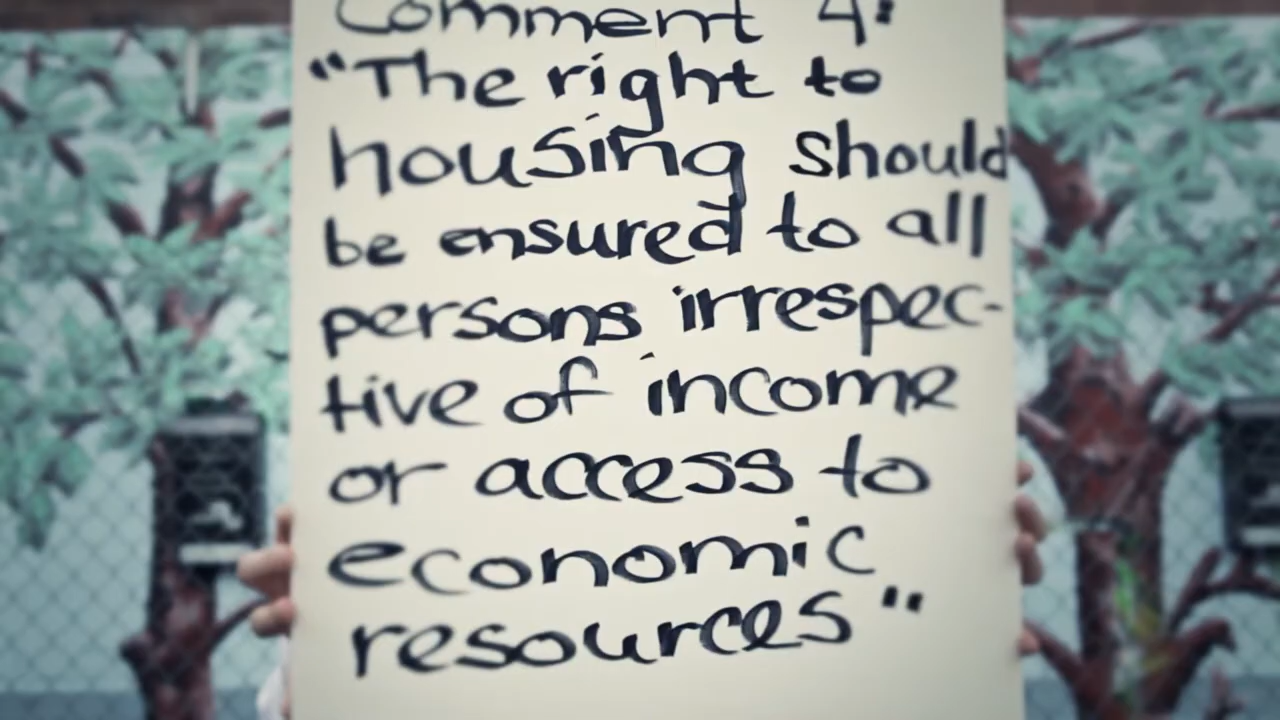 Comment 4:
"The right to
housing should
be ensured to all
persons irrespec-
tive of income
or access to
economic
resources"